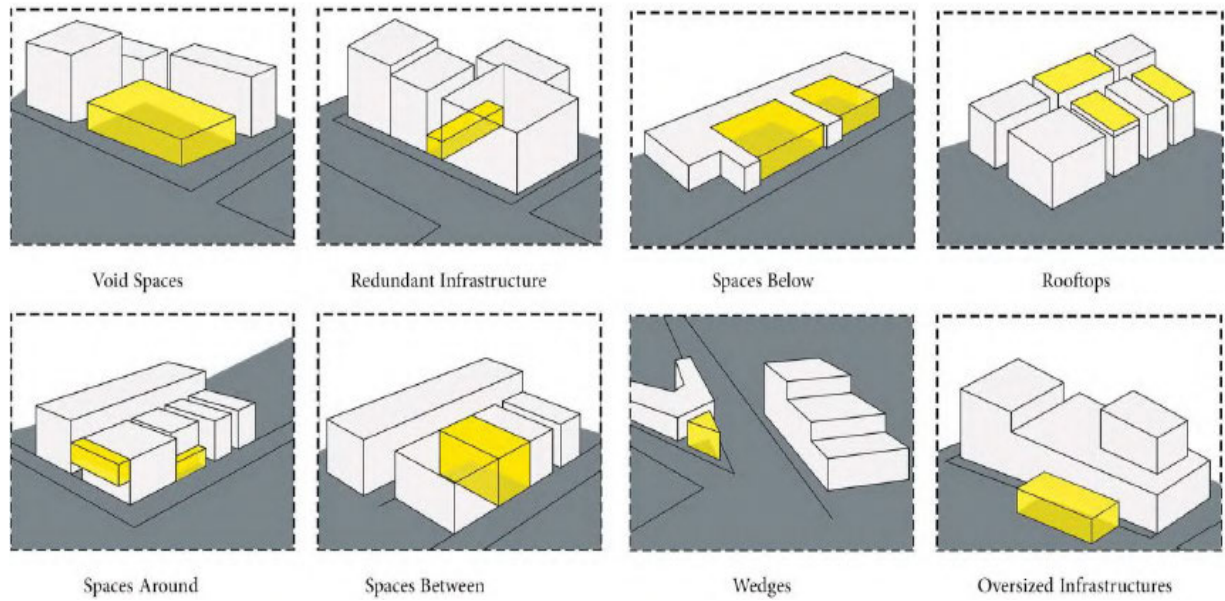 Void Spaces
Redundant Infrastructure
Spaces Below
Rooftops
Spaces Around
Spaces Between
Wedges
Oversized Infrastructures